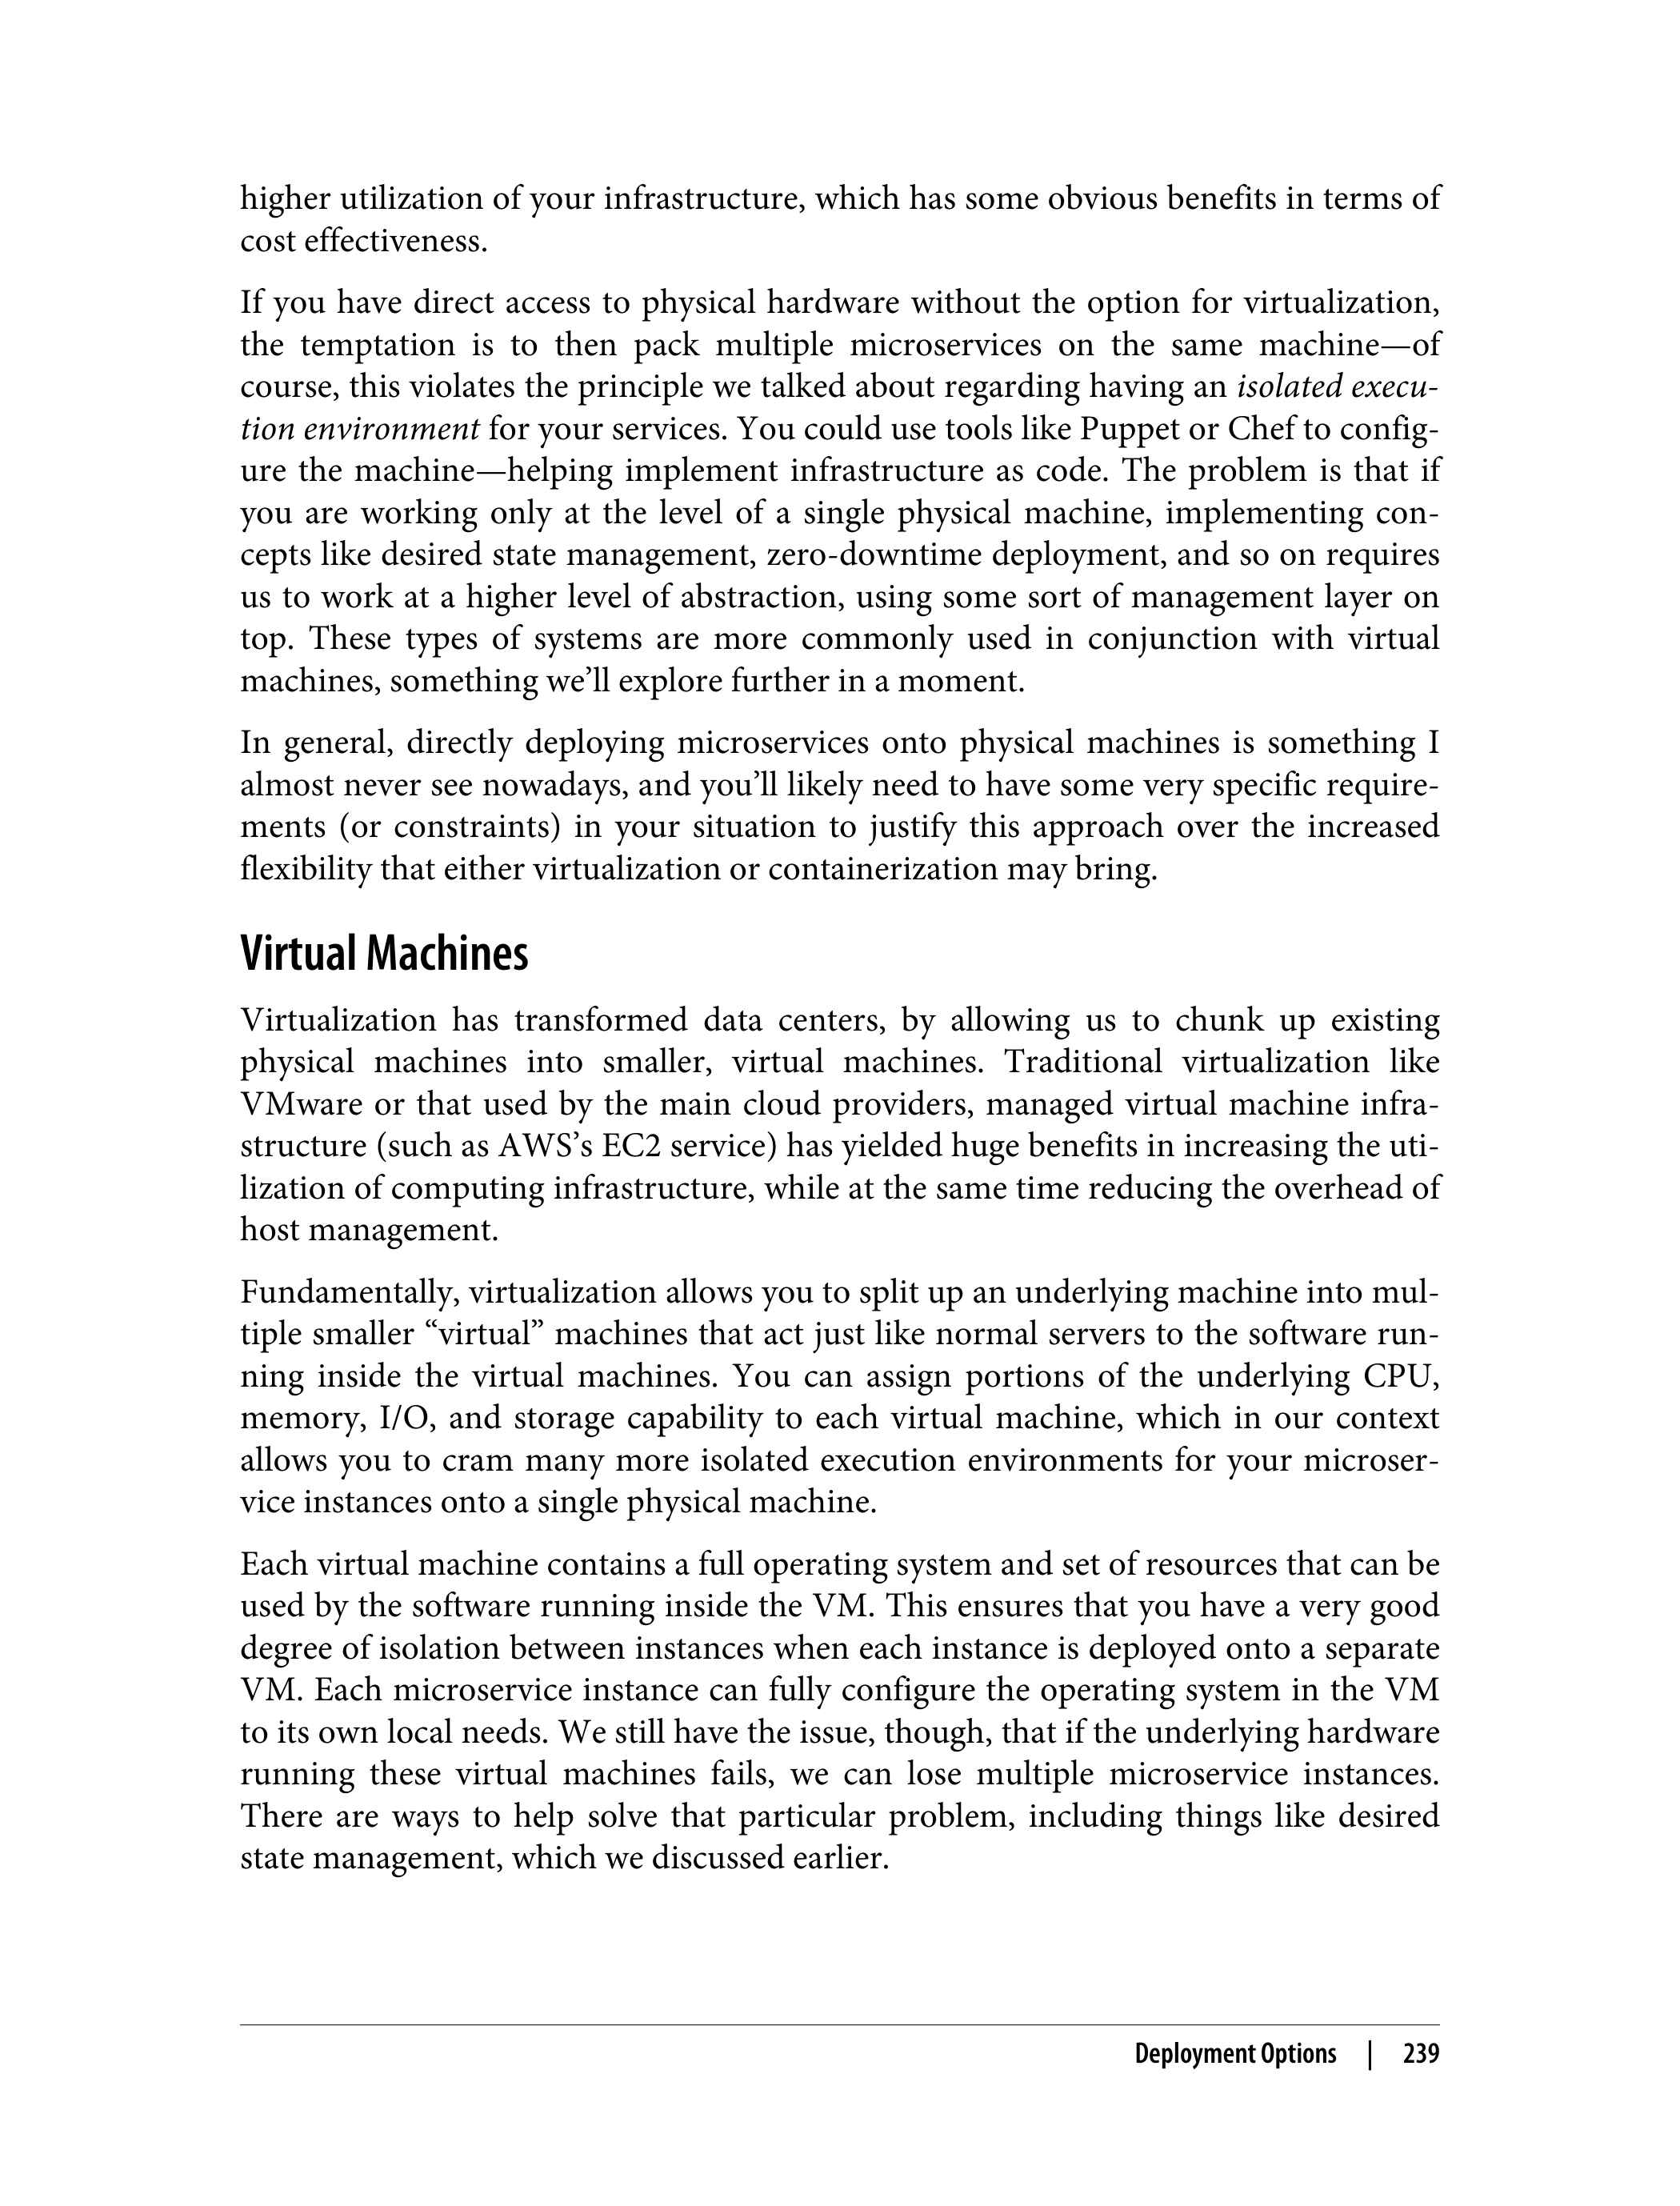 higher utilization of your infrastructure, which has some obvious benefits in terms of
cost effectiveness.
If you have direct access to physical hardware without the option for virtualization,
the temptation is to then pack multiple microservices on the same machine—of
course, this violates the principle we talked about regarding having an isolated execu-
tion environment for your services. You could use tools like Puppet or Chef to config-
ure the machine—helping implement infrastructure as code. The problem is that if
you are working only at the level of a single physical machine, implementing con-
cepts like desired state management, zero-downtime deployment, and so on requires
us to work at a higher level of abstraction, using some sort of management layer on
top. These types of systems are more commonly used in conjunction with virtual
machines, something we’ll explore further in a moment.
In general, directly deploying microservices onto physical machines is something I
almost never see nowadays, and you’ll likely need to have some very specific require-
ments (or constraints) in your situation to justify this approach over the increased
flexibility that either virtualization or containerization may bring.
Virtual Machines
Virtualization has transformed data centers, by allowing us to chunk up existing
physical machines into smaller, virtual machines. Traditional virtualization like
VMware or that used by the main cloud providers, managed virtual machine infra-
structure (such as AWS’s EC2 service) has yielded huge benefits in increasing the uti-
lization of computing infrastructure, while at the same time reducing the overhead of
host management.
Fundamentally, virtualization allows you to split up an underlying machine into mul-
tiple smaller “virtual” machines that act just like normal servers to the software run-
ning inside the virtual machines. You can assign portions of the underlying CPU,
memory, I/O, and storage capability to each virtual machine, which in our context
allows you to cram many more isolated execution environments for your microser-
vice instances onto a single physical machine.
Each virtual machine contains a full operating system and set of resources that can be
used by the software running inside the VM. This ensures that you have a very good
degree of isolation between instances when each instance is deployed onto a separate
VM. Each microservice instance can fully configure the operating system in the VM
to its own local needs. We still have the issue, though, that if the underlying hardware
running these virtual machines fails, we can lose multiple microservice instances.
There are ways to help solve that particular problem, including things like desired
state management, which we discussed earlier.
Deployment Options | 239